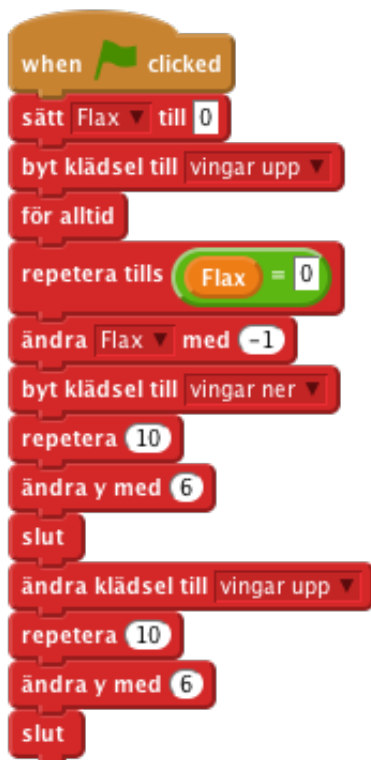 when clicked
sätt Flax till 0
byt klädsel till vingar upp
för alltid
repetera tills Flax = 0
ändra Flax med -1
byt klädsel till vingar ner
repetera 10
ändra y med 6
slut
ändra klädsel till vingar upp
repetera 10
ändra y med 6
slut